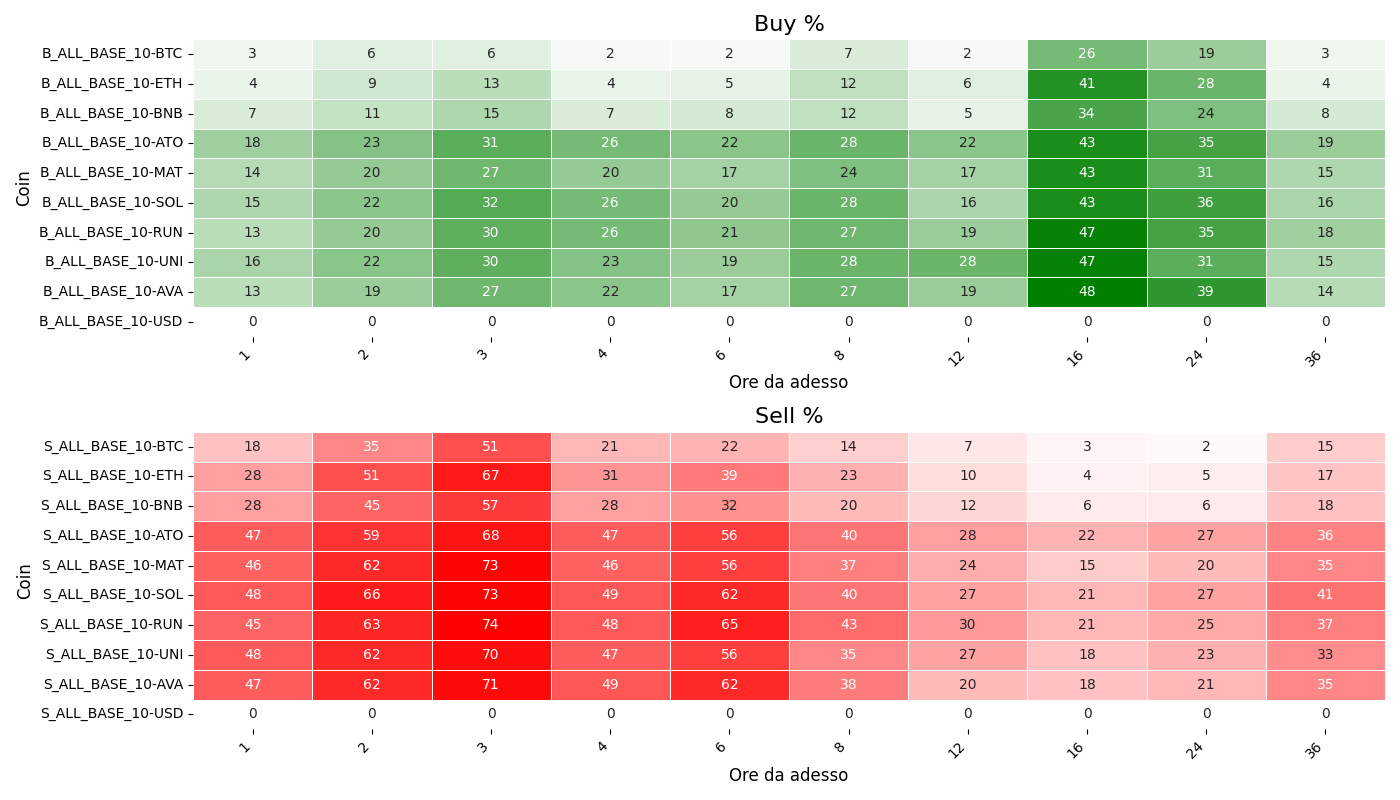 Buy %
Coin
B_ALL_BASE_10-BTC 3 6 6 2 2 7 2 26 19 3
B_ALL_BASE_10-ETH 4 9 13 4 5 12 6 41 28 4
B_ALL_BASE_10-BNB 7 11 15 7 8 12 5 34 24 8
B_ALL_BASE_10-ATO 18 23 31 26 22 28 22 43 35 19
B_ALL_BASE_10-MAT 14 20 27 20 17 24 17 43 31 15
B_ALL_BASE_10-SOL 15 22 32 26 20 28 16 43 36 16
B_ALL_BASE_10-RUN 13 20 30 26 21 27 19 47 35 18
B_ALL_BASE_10-UNI 16 22 30 23 19 28 28 47 31 15
B_ALL_BASE_10-AVA 13 19 27 22 17 27 19 48 39 14
B_ALL_BASE_10-USD 0 0 0 0 0 0 0 0 0 0
1 2 3 4 6 8 12 16 24 36
Ore da adesso
Sell %
Coin
S_ALL_BASE_10-BTC 18 35 51 21 22 14 7 3 2 15
S_ALL_BASE_10-ETH 28 51 67 31 39 23 10 4 5 17
S_ALL_BASE_10-BNB 28 45 57 28 32 20 12 6 6 18
S_ALL_BASE_10-ATO 47 59 68 47 56 40 28 22 27 36
S_ALL_BASE_10-MAT 46 62 73 46 56 37 24 15 20 35
S_ALL_BASE_10-SOL 48 66 73 49 62 40 27 21 27 41
S_ALL_BASE_10-RUN 45 63 74 48 65 43 30 21 25 37
S_ALL_BASE_10-UNI 48 62 70 47 56 35 27 18 23 33
S_ALL_BASE_10-AVA 47 62 71 49 62 38 20 18 21 35
S_ALL_BASE_10-USD 0 0 0 0 0 0 0 0 0 0
1 2 3 4 6 8 12 16 24 36
Ore da adesso